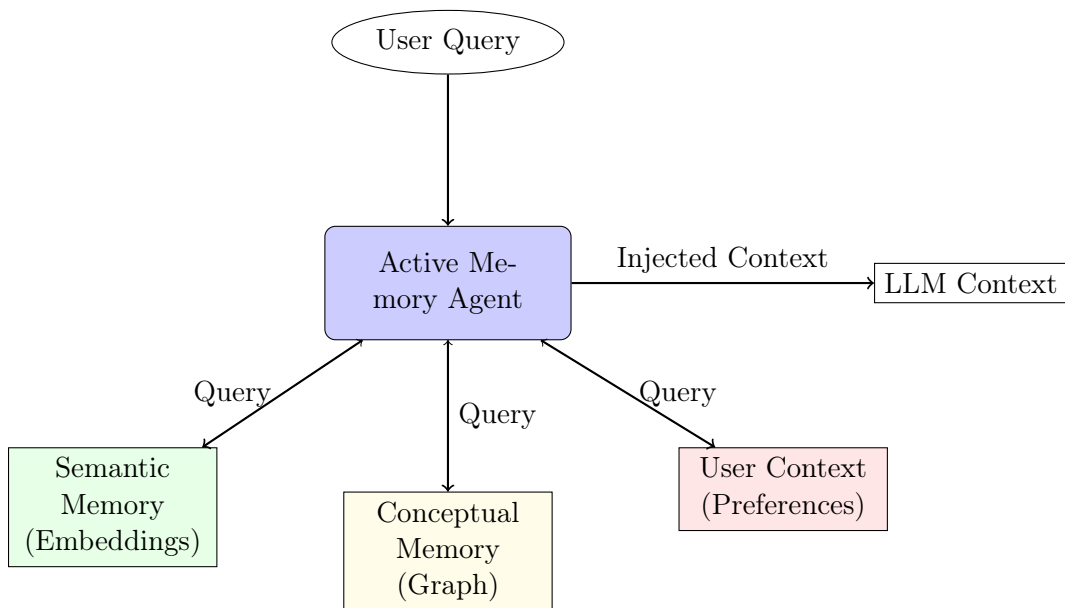 User Query
Active Me-
mory Agent
Injected Context
LLM Context
Query
Query
Query
Semantic
Memory
(Embeddings)
Conceptual
Memory
(Graph)
User Context
(Preferences)